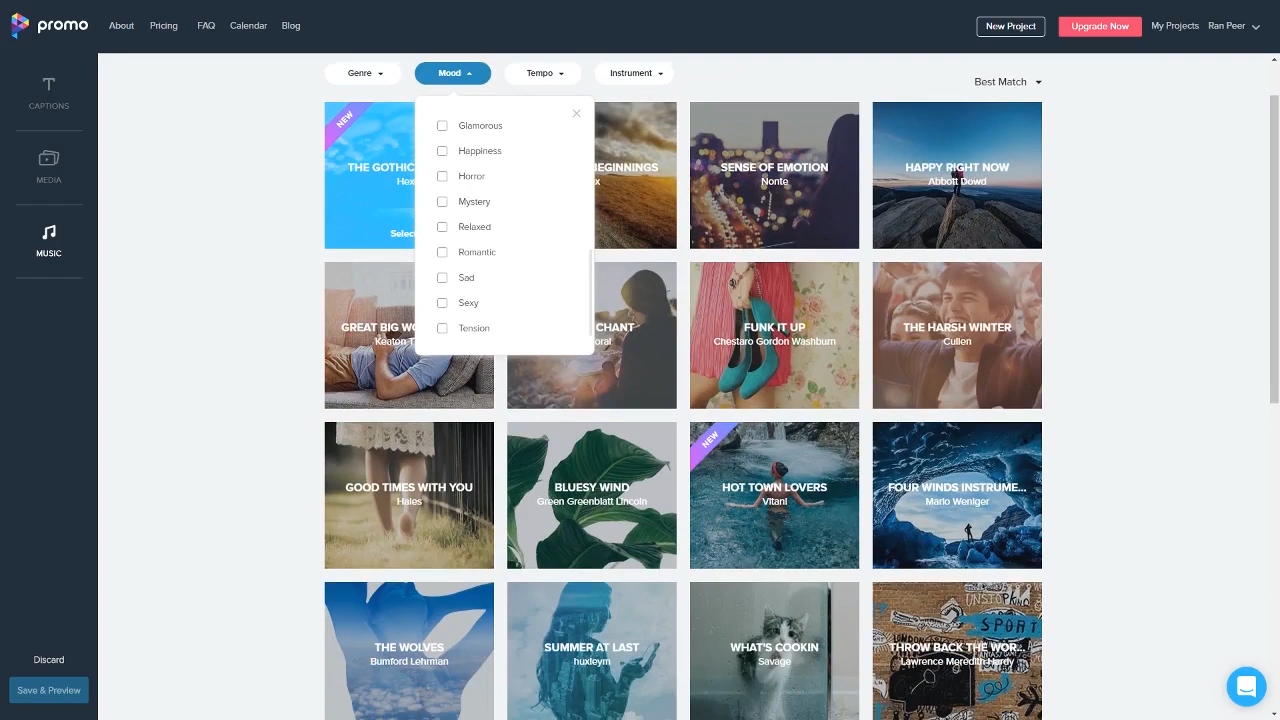 promo
About
Pricing
FAQ
Calendar
Blog
New Project
Upgrade Now
My Projects
Ran Peer
CAPTIONS
MEDIA
MUSIC
Discard
Save & Preview
Genre
Mood
Tempo
Instrument
Best Match
Glamorous
Happiness
Horror
Mystery
Relaxed
Romantic
Sad
Sexy
Tension
NEW
THE GOTHIC
Hex
Select
SENSE OF EMOTION
Nonte
HAPPY RIGHT NOW
Abbott Dowd
GREAT BIG WO
Keaton T
CHANT
FUNK IT UP
Chestaro Gordon Washburn
THE HARSH WINTER
Cullen
GOOD TIMES WITH YOU
Hales
BLUESY WIND
Green Greenblatt Lincoln
NEW
HOT TOWN LOVERS
Vitani
FOUR WINDS INSTRUME...
Mario Weniger
THE WOLVES
Bumford Lehrman
SUMMER AT LAST
huxleym
WHAT'S COOKIN
Savage
THROW BACK THE WOR...
Lawrence Meredith Hardy